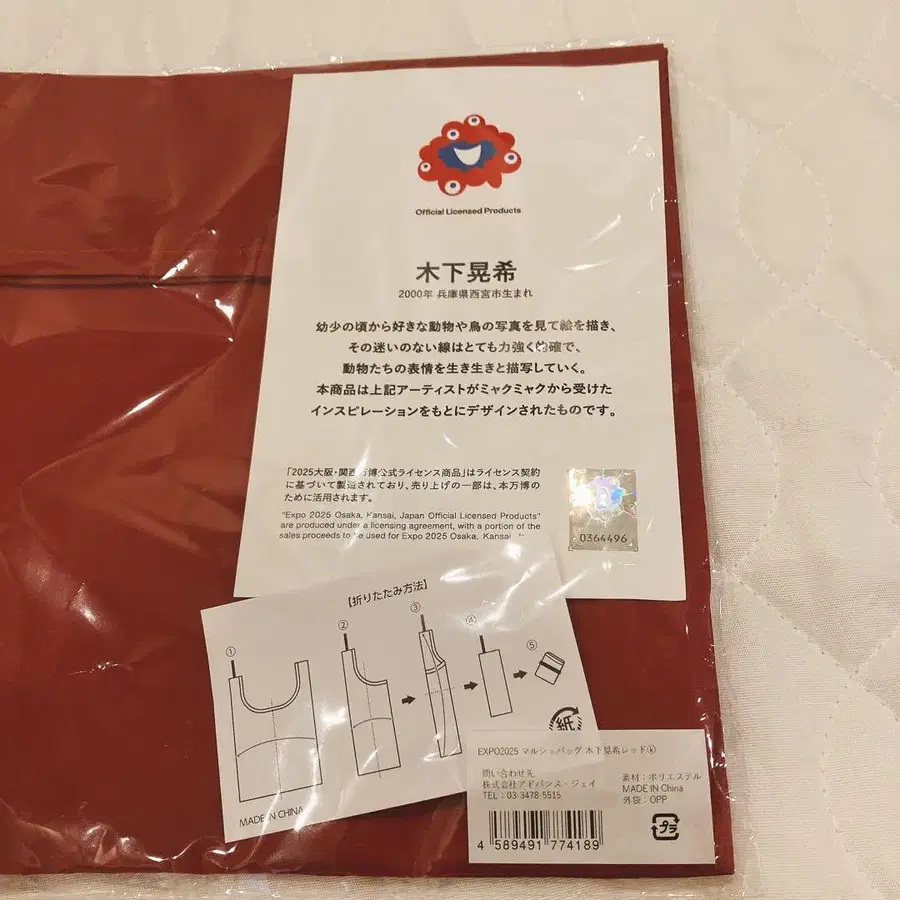 Official Licensed Products
木下晃希
2000年 兵庫県西宮市生まれ
幼少の頃から好きな動物や鳥の写真を見て絵を描き、
その迷いのない線はとても力強く的確で、
動物たちの表情を生き生きと描写していく。
本商品は上記アーティストがミャクミャクから受けた
インスピレーションをもとにデザインされたものです。
「2025大阪・関西万博公式ライセンス商品」はライセンス契約
に基づいて製造されており、売り上げの一部は、本万博の
ために活用されます。
"Expo 2025 Osaka, Kansai, Japan Official Licensed Products"
are produced under a licensing agreement, with a portion of the
sales proceeds to be used for Expo 2025 Osaka, Kansai,
0364496
【折りたたみ方法】
① ② ③ ④ ⑤
紙
MADE IN CHINA
EXPO2025 マルシェバッグ 木下晃希レッドⓚ
問い合わせ先
株式会社アドバンス・ジェイ
TEL：03-3478-5515
素材：ポリエステル
MADE IN China
外袋：OPP
プラ
4 589491 774189